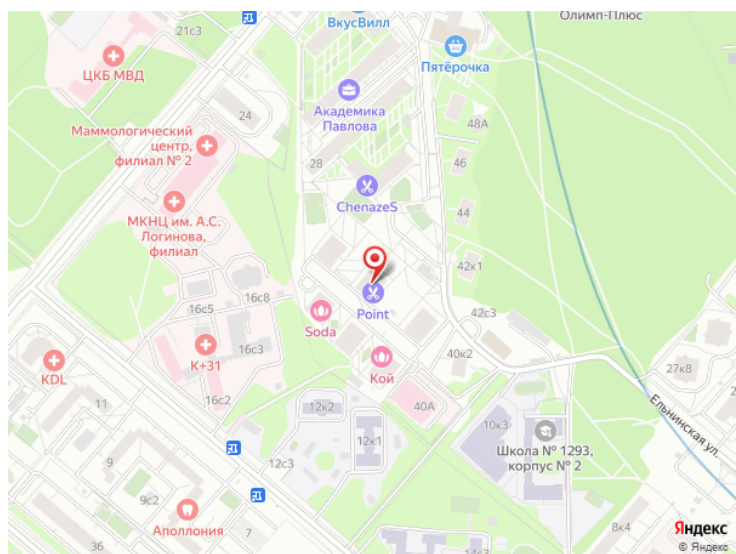 21с3
ВкусВилл
Олимп-Плюс
ЦКБ МВД
Пятёрочка
24
Академика
Павлова
48А
Маммологический
центр,
филиал № 2
28
46
ChenazeS
44
МКНЦ им. А.С.
Логинова,
филиал
42к1
16с8
16с5
Point
42с3
Soda
16с3
К+31
40к2
27к8
KDL
Кой
16с2
12к2
40А
11
Ельнинская ул.
10к3
12к1
Школа № 1293,
корпус № 2
12с3
9с2
Аполлония
7
8к4
36
Яндекс
© Яндекс